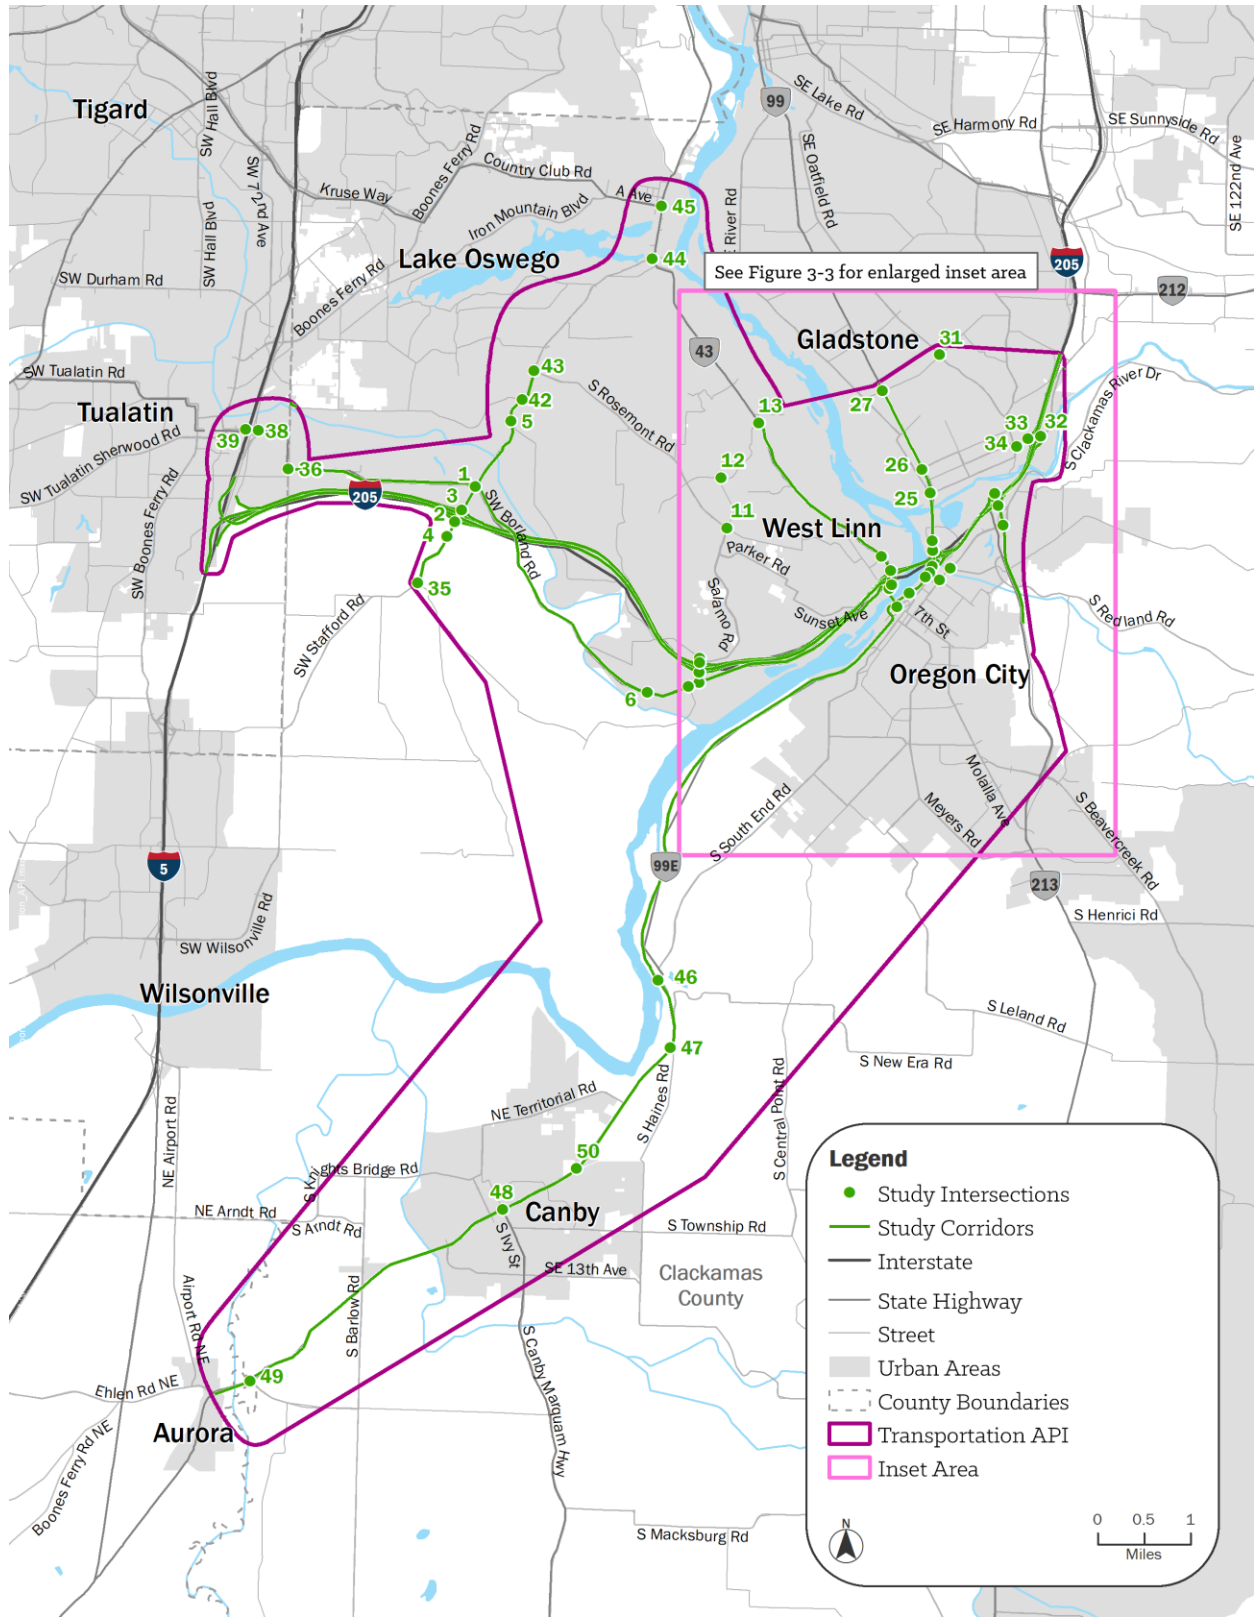 Tigard
SW Hall Blvd
SW 72nd Ave
SW Hall Blvd
Kruse Way
Boones Ferry Rd
Country Club Rd
A Ave
Iron Mountain Blvd
Lake Oswego
Boones Ferry Rd
SW Durham Rd
45
44
99
SE Lake Rd
SE Oatfield Rd
SE Harmony Rd
SE Sunnyside Rd
SE 122nd Ave
River Rd
205
212
See Figure 3-3 for enlarged inset area
SW Tualatin Rd
Tualatin
SW Tualatin Sherwood Rd
39
38
36
SW Boones Ferry Rd
205
43
42
5
1
3
2
4
35
SW Borland Rd
SW Stafford Rd
S Rosemont Rd
43
Gladstone
31
27
13
12
11
26
25
33
32
34
S Clackamas River Dr
West Linn
Parker Rd
Salamo Rd
Sunset Ave
7th St
S Redland Rd
Oregon City
6
Molalla Ave
Meyers Rd
S Beavercreek Rd
S South End Rd
99E
213
S Henrici Rd
5
SW Wilsonville Rd
Wilsonville
46
47
S Leland Rd
S New Era Rd
S Central Point Rd
S Haines Rd
NE Territorial Rd
50
48
Canby
NE Airport Rd
S Kni
ghts Bridge Rd
NE Arndt Rd
S Arndt Rd
S Ivy St
S Township Rd
SE 13th Ave
Clackamas
County
S Barlow Rd
Airport Rd NE
49
Ehlen Rd NE
Aurora
Boones Ferry Rd NE
S Canby Marquam Hwy
S Macksburg Rd
Legend
Study Intersections
Study Corridors
Interstate
State Highway
Street
Urban Areas
County Boundaries
Transportation API
Inset Area
N
0 0.5 1
Miles